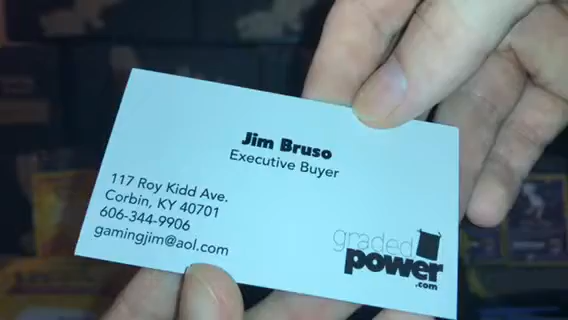 Jim Bruso
Executive Buyer
117 Roy Kidd Ave.
Corbin, KY 40701
606-344-9906
gamingjim@aol.com
graded
power
.com